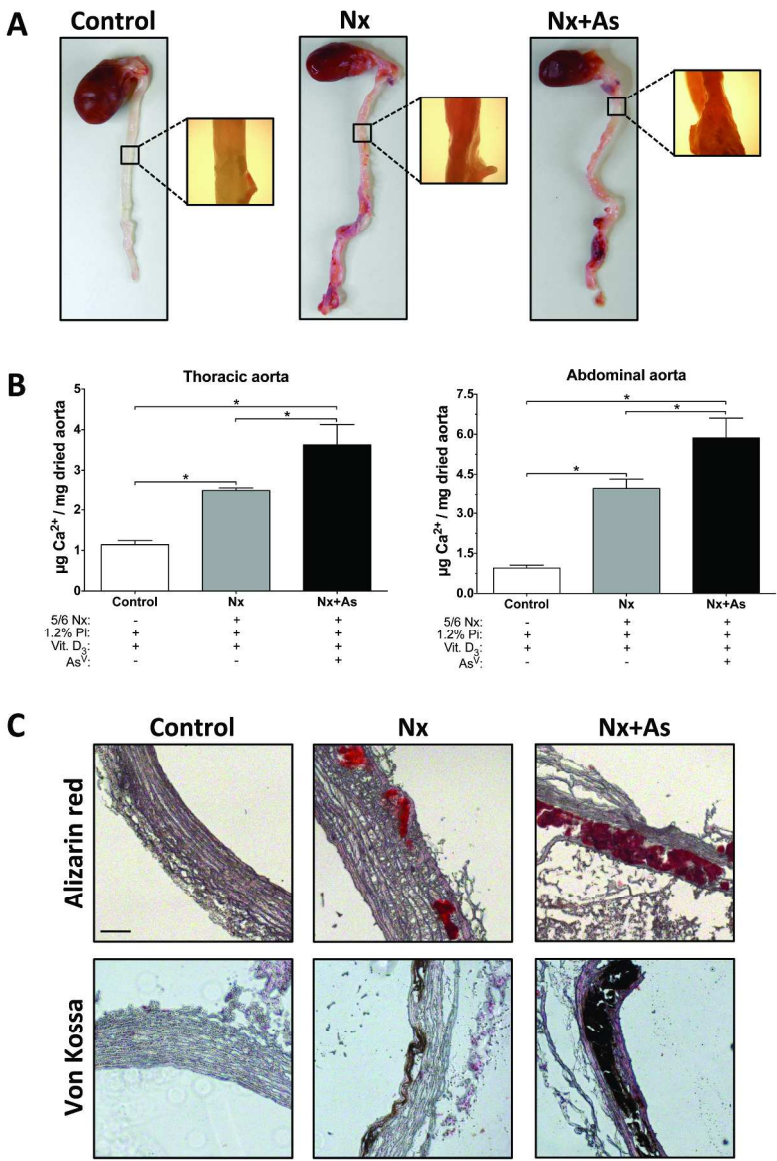 A
Control
Nx
Nx+As
B
Thoracic aorta
µg Ca2+ / mg dried aorta
5
4
3
2
1
0
*
*
*
Control
Nx
Nx+As
5/6 Nx: - + +
1.2% Pi: + + +
Vit. D3: + + +
AsV: - - +
Abdominal aorta
µg Ca2+ / mg dried aorta
7.5
6.0
4.5
3.0
1.5
0.0
*
*
*
Control
Nx
Nx+As
5/6 Nx: - + +
1.2% Pi: + + +
Vit. D3: + + +
AsV: - - +
C
Control
Nx
Nx+As
Alizarin red
Von Kossa